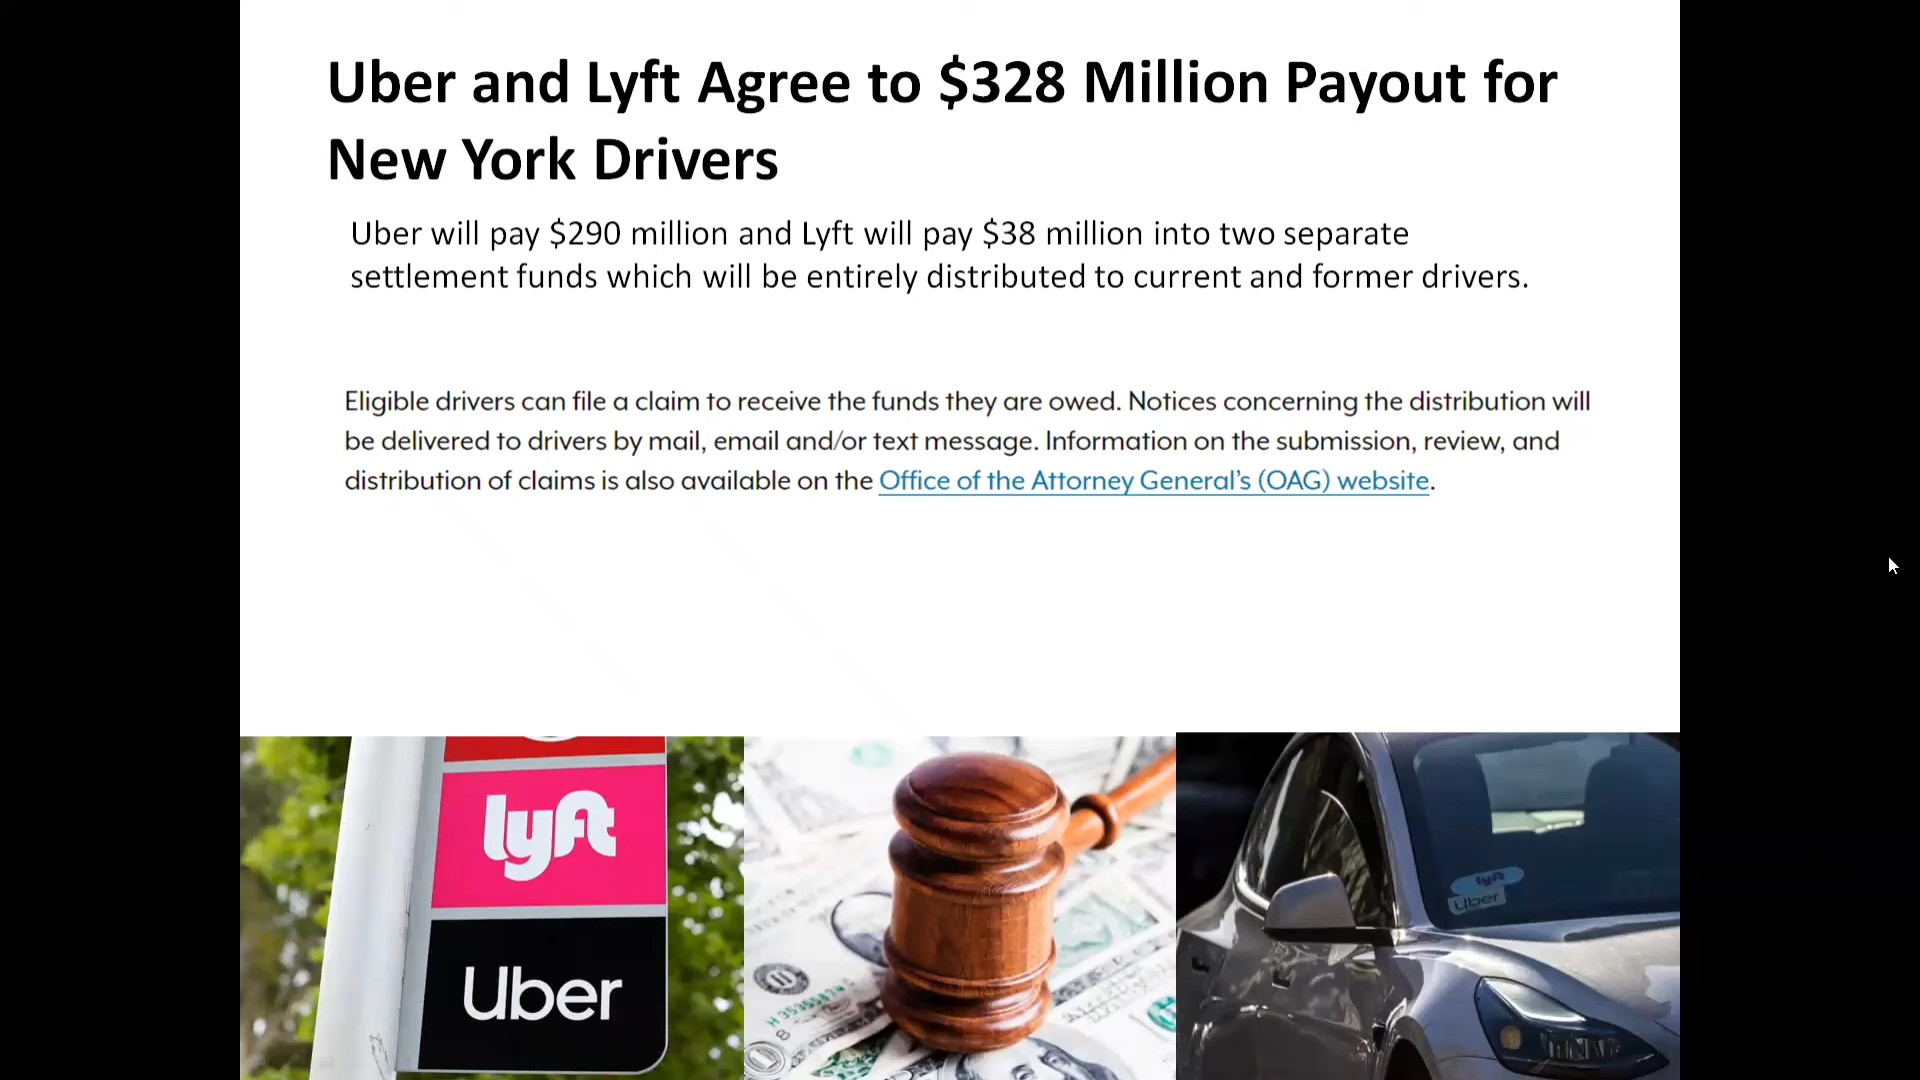 Uber and Lyft Agree to $328 Million Payout for
New York Drivers
Uber will pay $290 million and Lyft will pay $38 million into two separate
settlement funds which will be entirely distributed to current and former drivers.
Eligible drivers can file a claim to receive the funds they are owed. Notices concerning the distribution will
be delivered to drivers by mail, email and/or text message. Information on the submission, review, and
distribution of claims is also available on the Office of the Attorney General's (OAG) website.
lyft
Uber
lyft
Uber